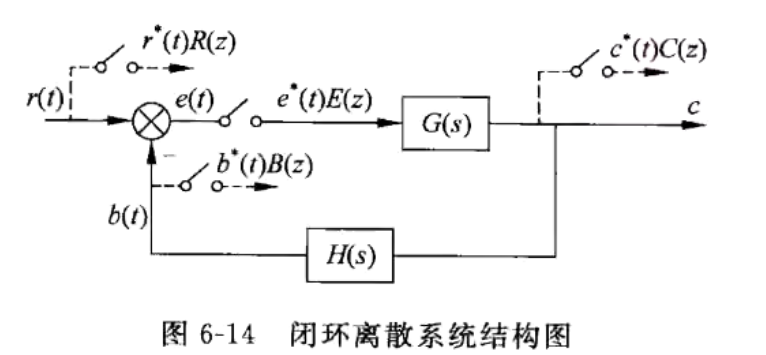 r*(t)R(z)
c*(t)C(z)
r(t)
e(t)
e*(t)E(z)
G(s)
c
−
b*(t)B(z)
b(t)
H(s)
图 6-14 闭环离散系统结构图